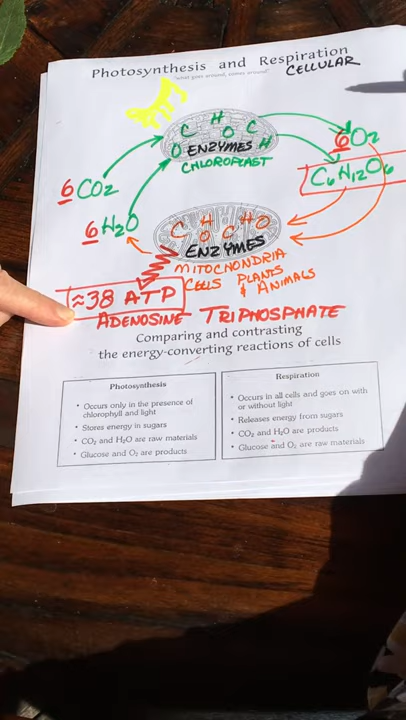 Photosynthesis and Respiration
"what goes around, comes around"
CELLULAR
C H O C
O ENZYMES H
CHLOROPLAST
6O2
C6H12O6
6CO2
6H2O
C H H O
O C
ENZYMES
MITOCHONDRIA
CELLS PLANTS
& ANIMALS
≈38 ATP
ADENOSINE TRIPHOSPHATE
Comparing and contrasting
the energy-converting reactions of cells
Photosynthesis
• Occurs only in the presence of
chlorophyll and light
• Stores energy in sugars
• CO2 and H2O are raw materials
• Glucose and O2 are products
Respiration
• Occurs in all cells and goes on with
or without light
• Releases energy from sugars
• CO2 and H2O are products
• Glucose and O2 are raw materials